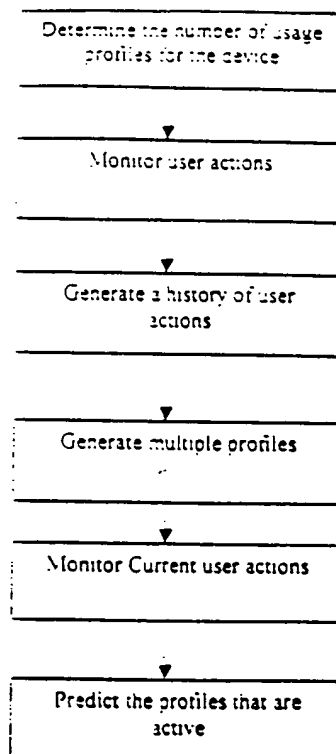 Determine the number of usage
profiles for the device
Monitor user actions
Generate a history of user
actions
Generate multiple profiles
Monitor Current user actions
Predict the profiles that are
active